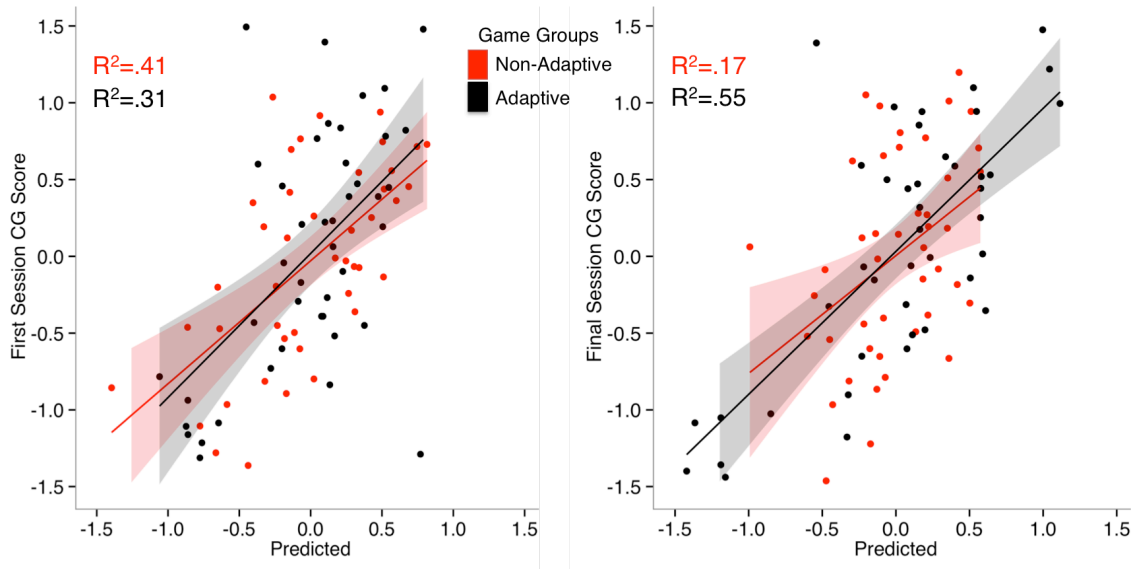 Game Groups
Non-Adaptive
Adaptive
R²=.41
R²=.31
First Session CG Score
1.5
1.0
0.5
0.0
-0.5
-1.0
-1.5
-1.5 -1.0 -0.5 0.0 0.5 1.0 1.5
Predicted
R²=.17
R²=.55
Final Session CG Score
1.5
1.0
0.5
0.0
-0.5
-1.0
-1.5
-1.5 -1.0 -0.5 0.0 0.5 1.0 1.5
Predicted